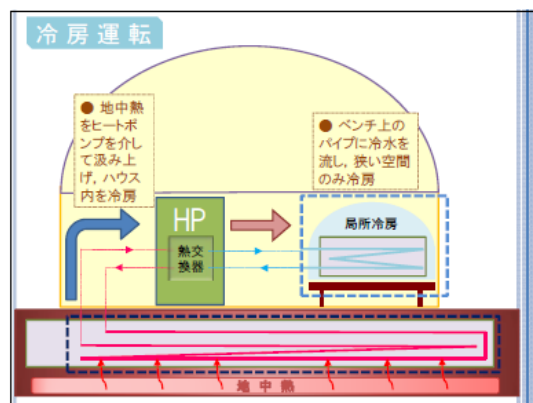 冷房運転
● 地中熱
をヒートポ
ンプを介し
て汲み上
げ，ハウス
内を冷房
● ベンチ上の
パイプに冷水を
流し，狭い空間
のみ冷房
HP
熱交
換器
局所冷房
地中熱